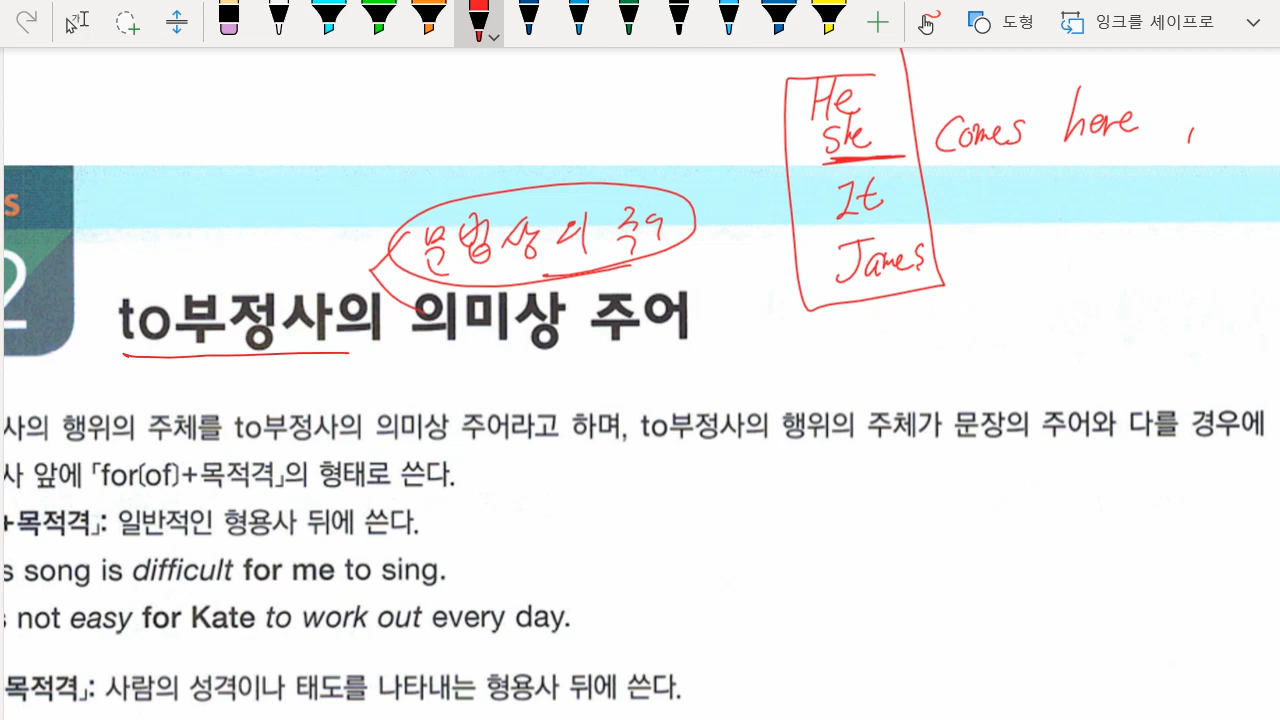 도형
잉크를 셰이프로
He
she
comes here ,
It
James
문법상의 주어
s
2
to부정사의 의미상 주어
사의 행위의 주체를 to부정사의 의미상 주어라고 하며, to부정사의 행위의 주체가 문장의 주어와 다를 경우에
사 앞에 「for(of)+목적격」의 형태로 쓴다.
+목적격」: 일반적인 형용사 뒤에 쓴다.
s song is difficult for me to sing.
s not easy for Kate to work out every day.
목적격」: 사람의 성격이나 태도를 나타내는 형용사 뒤에 쓴다.